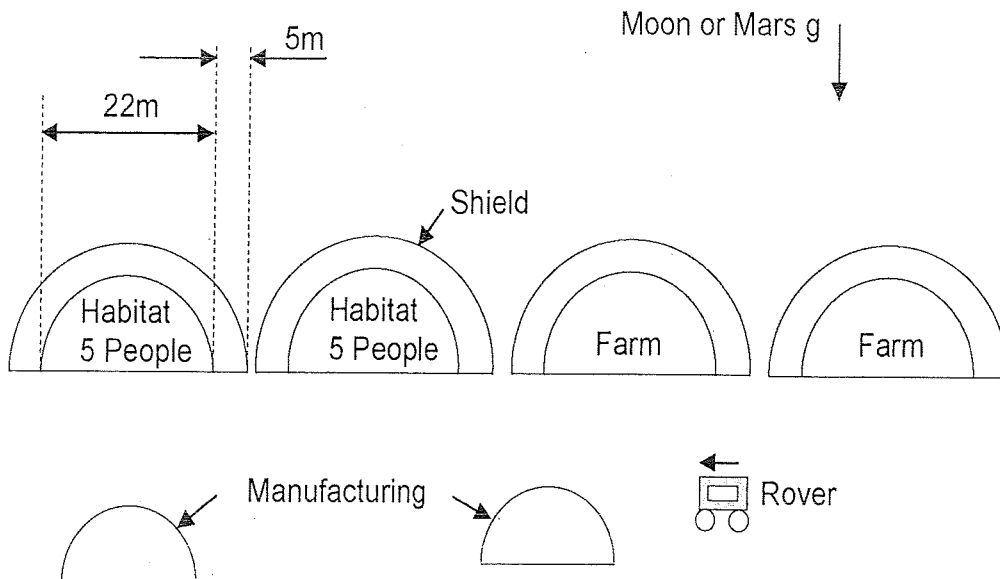 5m
Moon or Mars g
22m
Shield
Habitat
5 People
Habitat
5 People
Farm
Farm
Manufacturing
Rover